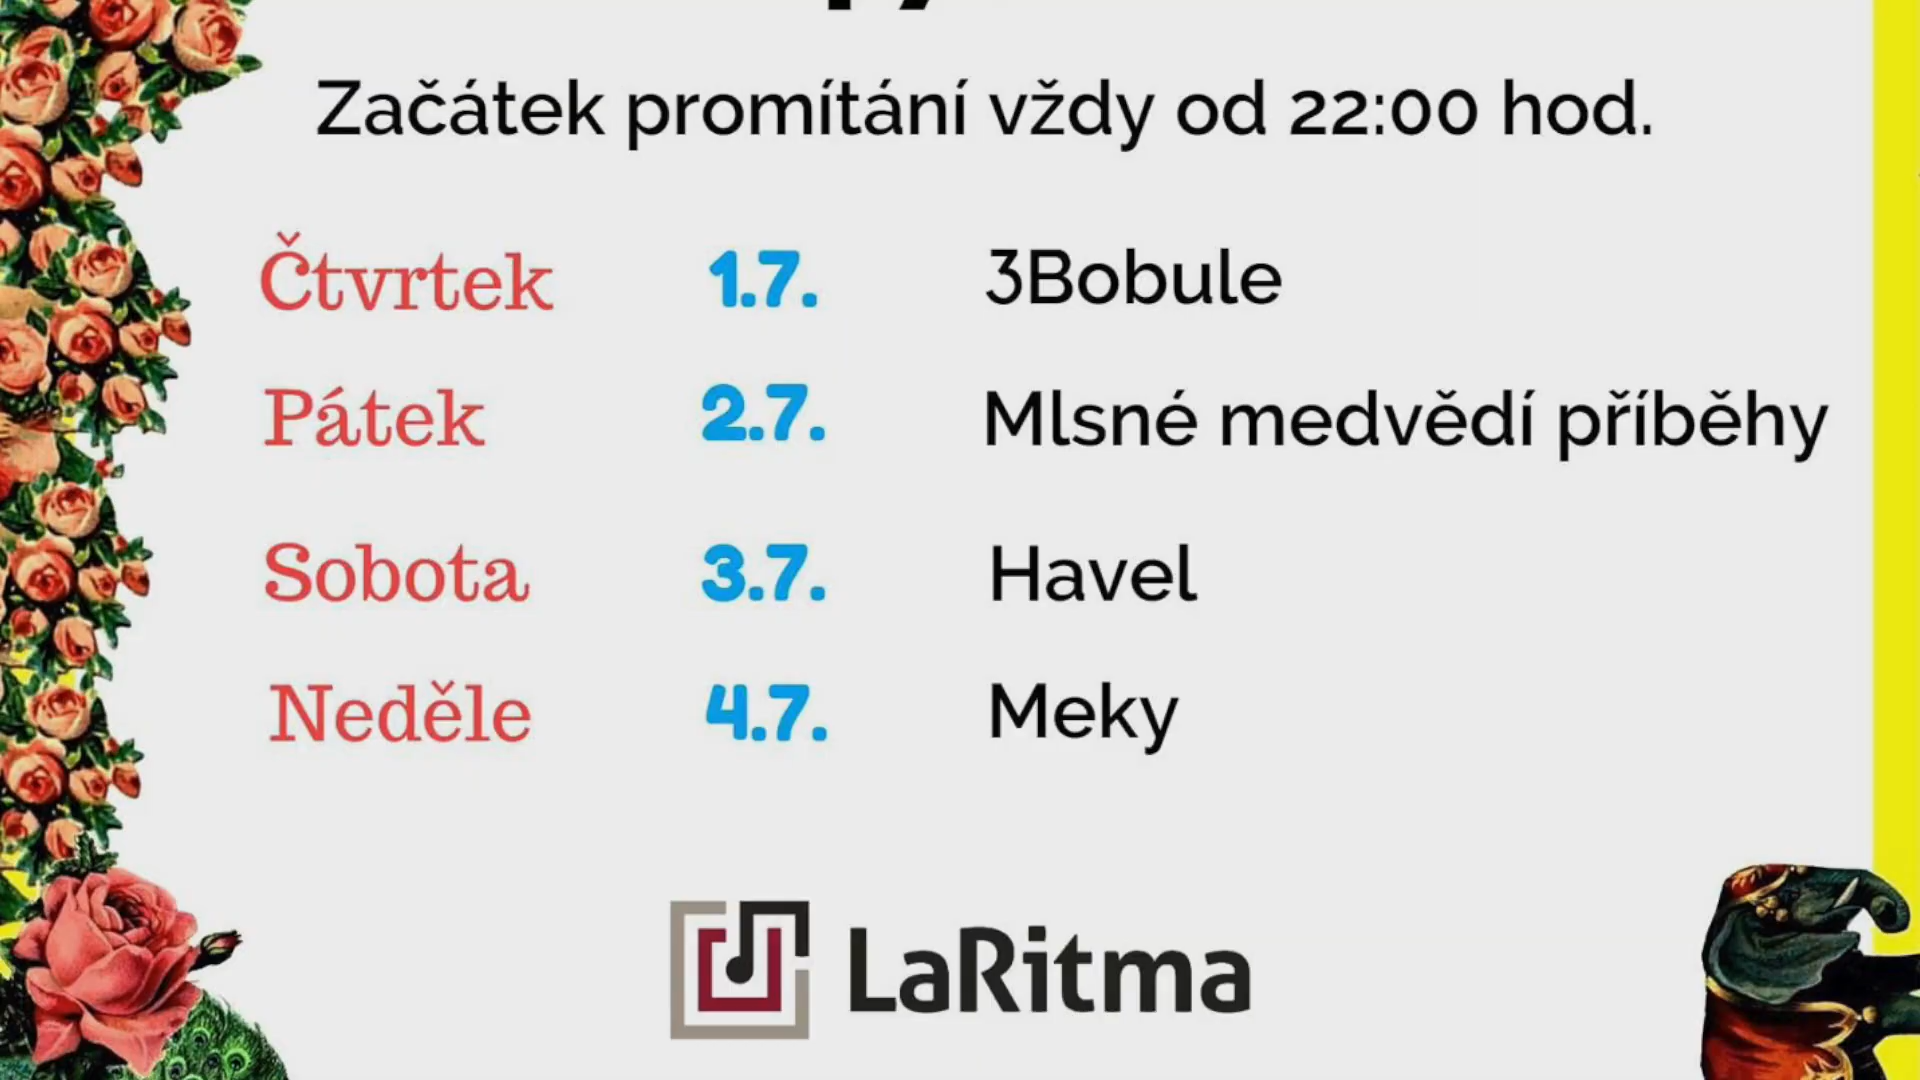 Začátek promítání vždy od 22:00 hod.
Čtvrtek 1.7. 3Bobule
Pátek 2.7. Mlsné medvědí příběhy
Sobota 3.7. Havel
Neděle 4.7. Meky
LaRitma